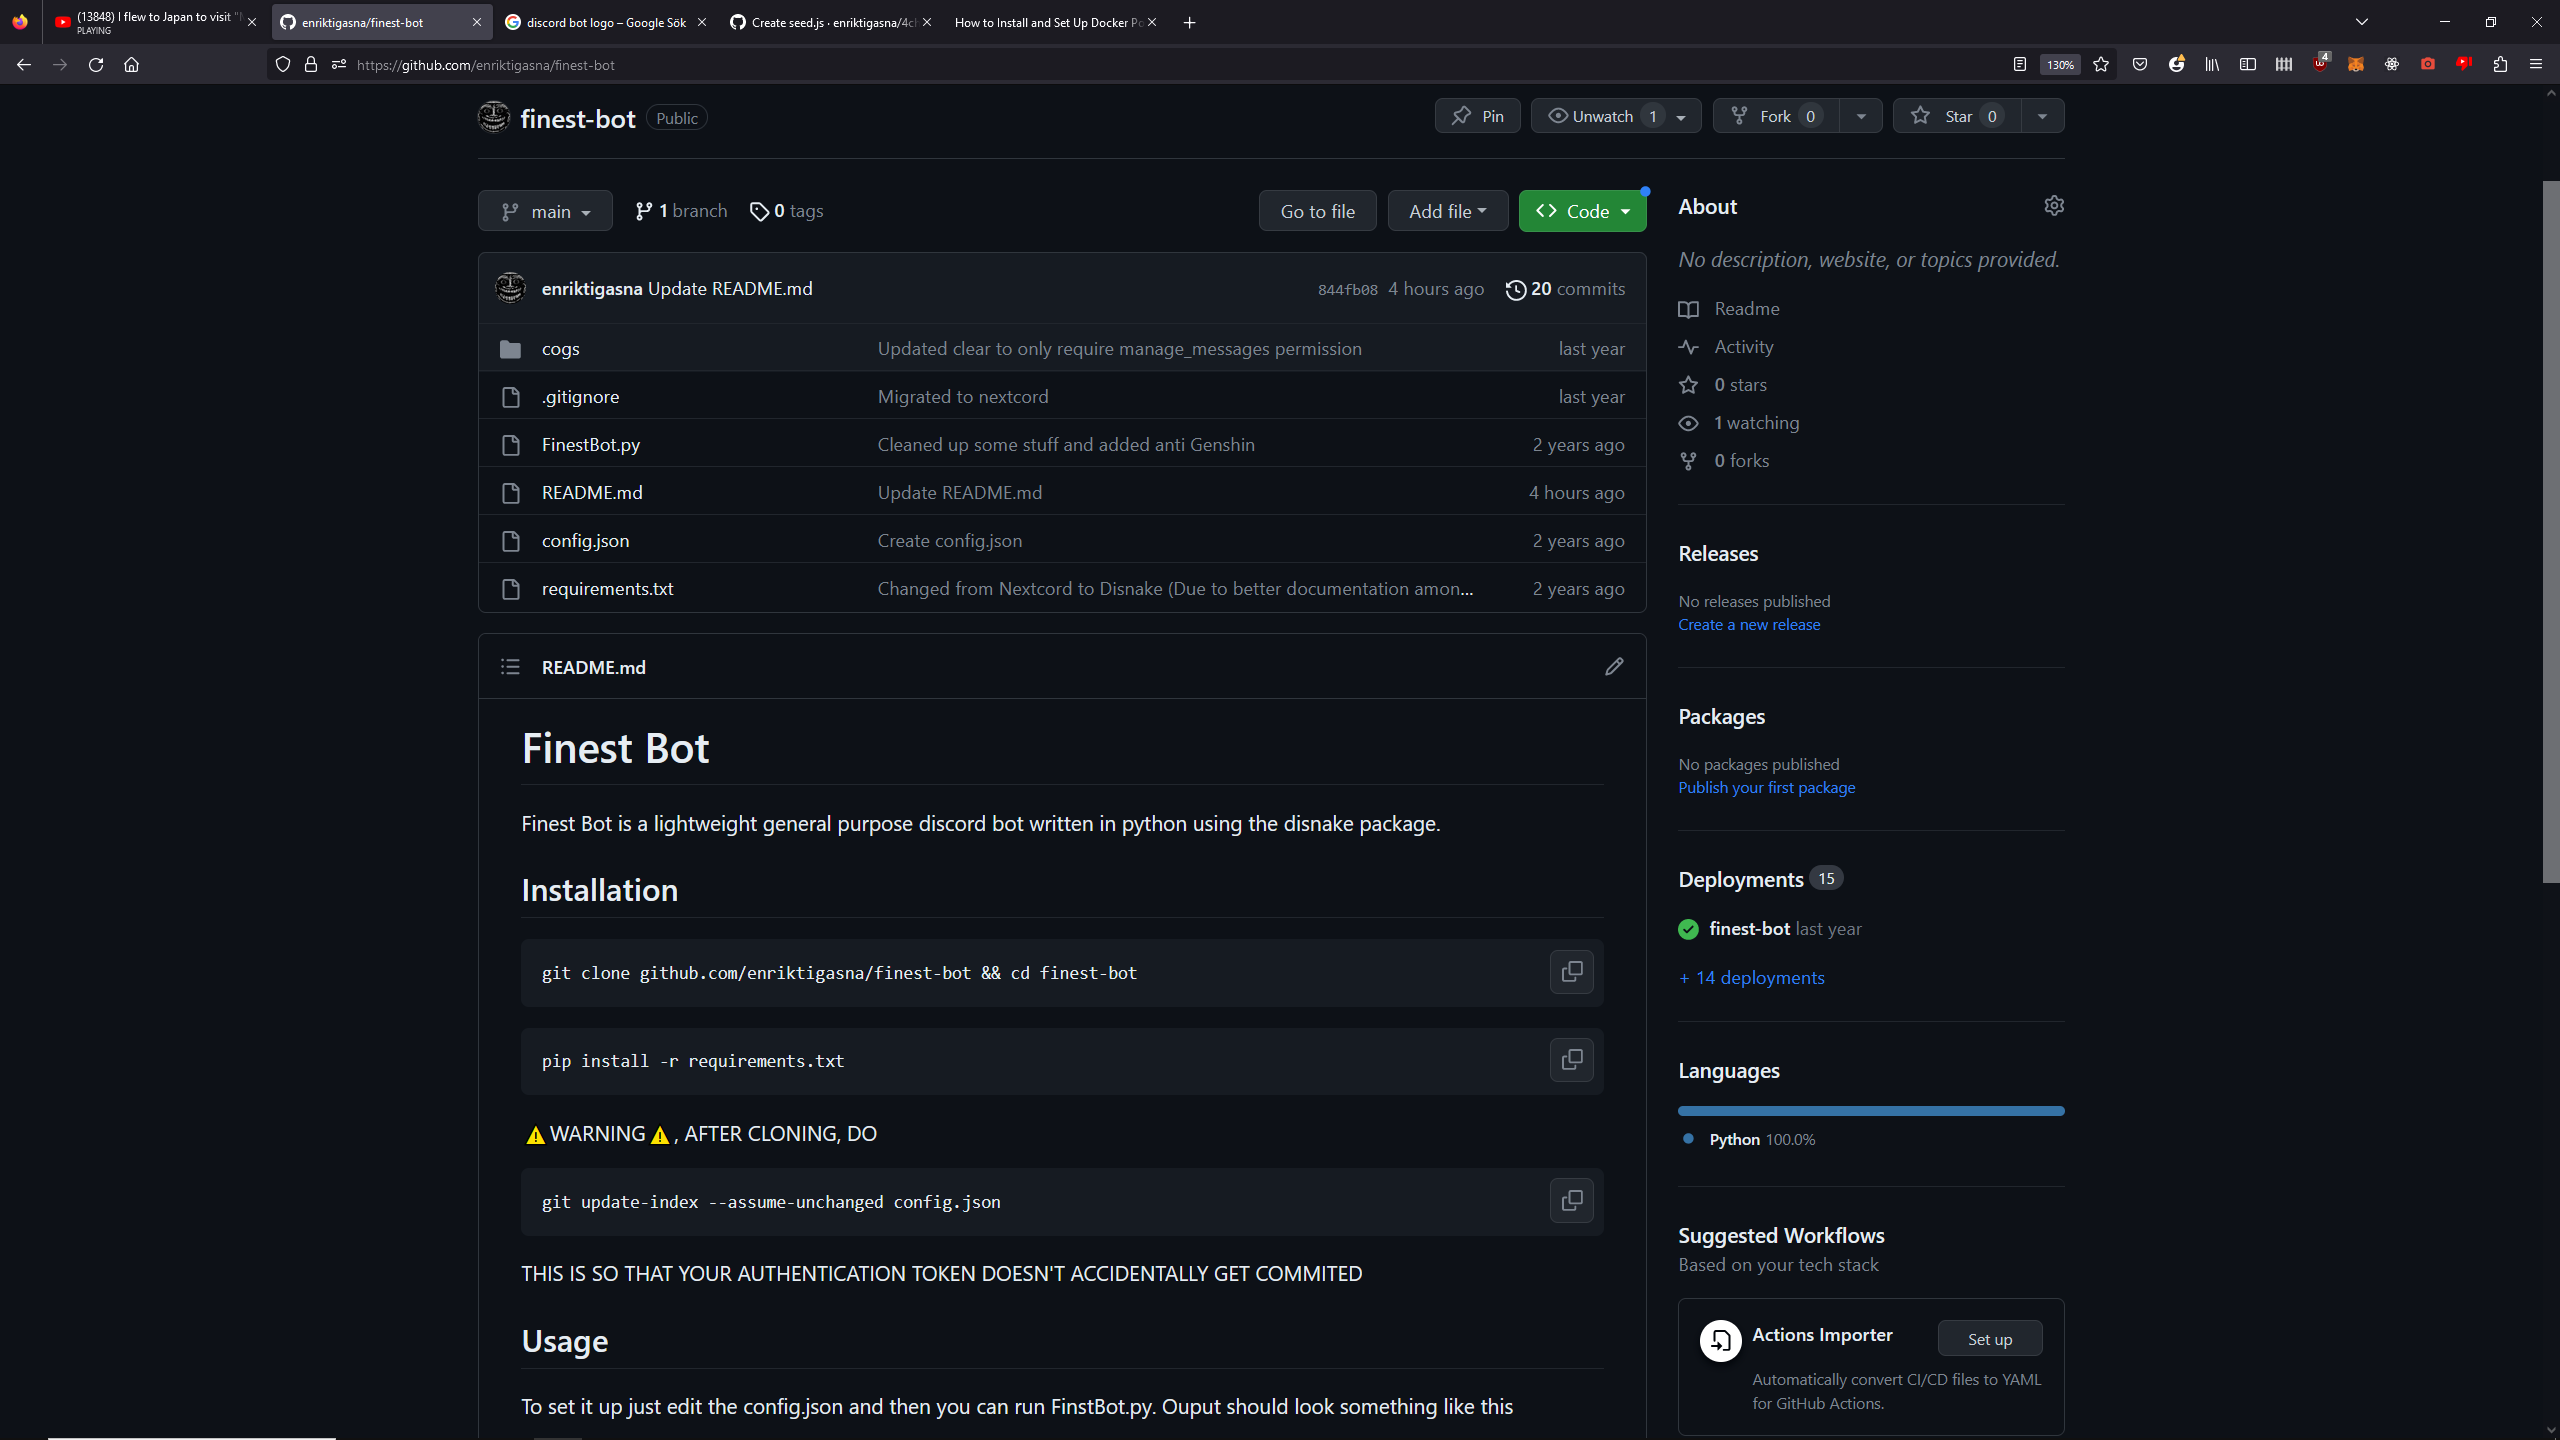 (13848) I flew to Japan to visit "
PLAYING
enriktigasna/finest-bot
discord bot logo – Google Sök
Create seed.js · enriktigasna/4c
How to Install and Set Up Docker Po
https://github.com/enriktigasna/finest-bot
130%
4
finest-bot
Public
Pin
Unwatch 1
Fork 0
Star 0
main
1 branch
0 tags
Go to file
Add file
Code
enriktigasna Update README.md
844fb08 4 hours ago
20 commits
cogs Updated clear to only require manage_messages permission last year
.gitignore Migrated to nextcord last year
FinestBot.py Cleaned up some stuff and added anti Genshin 2 years ago
README.md Update README.md 4 hours ago
config.json Create config.json 2 years ago
requirements.txt Changed from Nextcord to Disnake (Due to better documentation amon... 2 years ago
README.md
Finest Bot
Finest Bot is a lightweight general purpose discord bot written in python using the disnake package.
Installation
git clone github.com/enriktigasna/finest-bot && cd finest-bot
pip install -r requirements.txt
⚠️WARNING⚠️, AFTER CLONING, DO
git update-index --assume-unchanged config.json
THIS IS SO THAT YOUR AUTHENTICATION TOKEN DOESN'T ACCIDENTALLY GET COMMITED
Usage
To set it up just edit the config.json and then you can run FinstBot.py. Ouput should look something like this
About
No description, website, or topics provided.
Readme
Activity
0 stars
1 watching
0 forks
Releases
No releases published
Create a new release
Packages
No packages published
Publish your first package
Deployments 15
finest-bot last year
+ 14 deployments
Languages
Python 100.0%
Suggested Workflows
Based on your tech stack
Actions Importer
Set up
Automatically convert CI/CD files to YAML
for GitHub Actions.